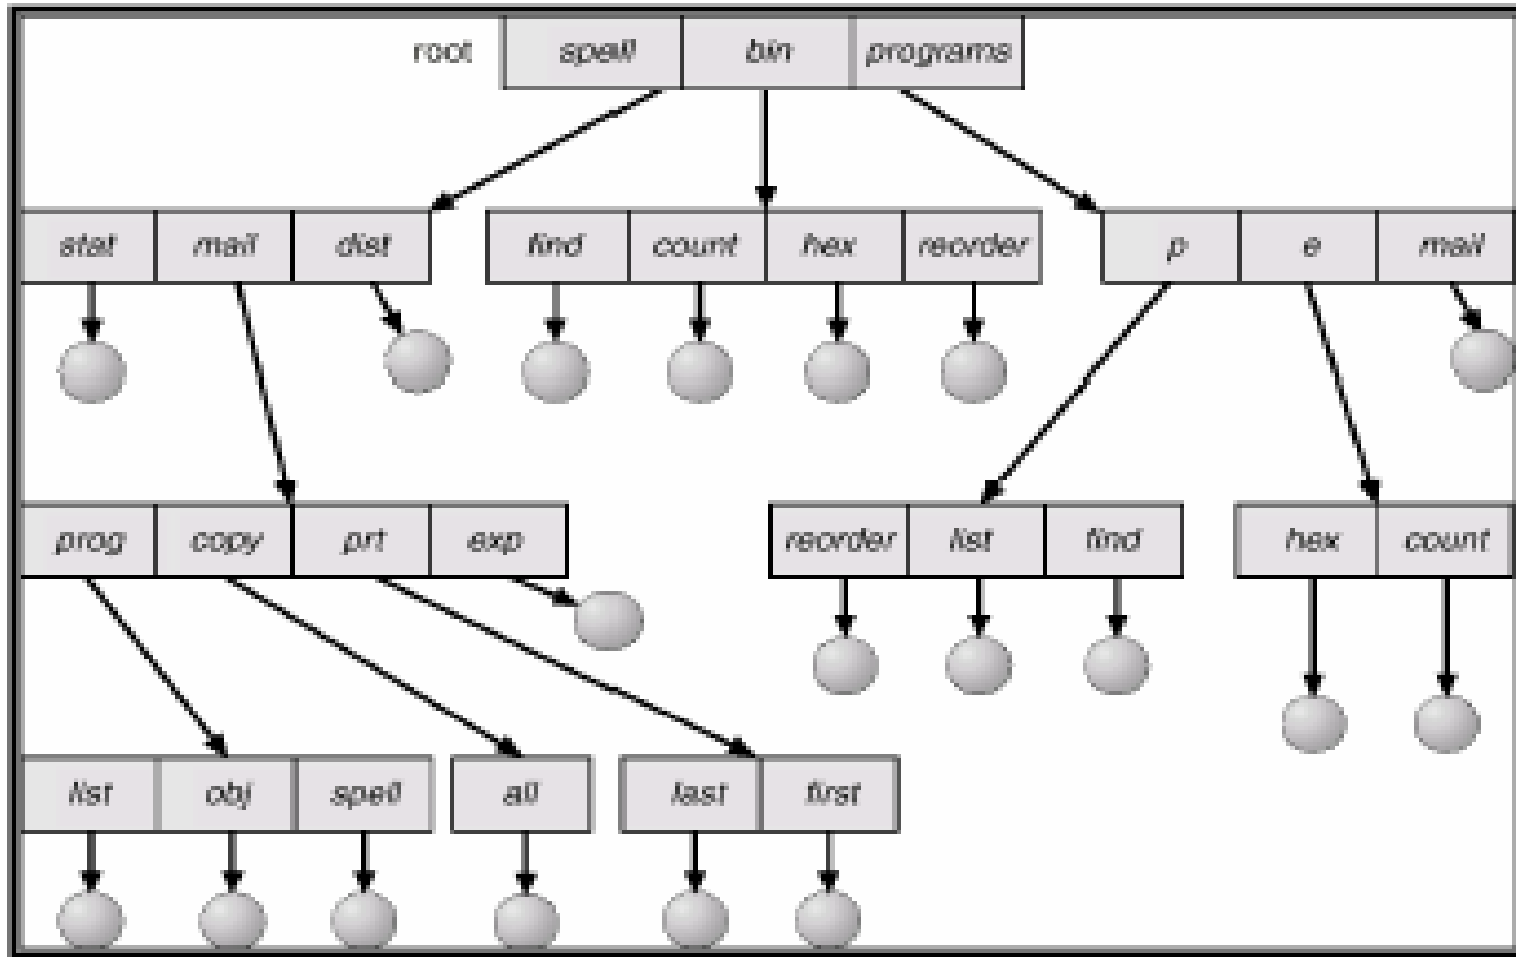 root spell bin programs
stat mail dist find count hex reorder p e mail
prog copy prt exp reorder list find hex count
list obj spell all last first